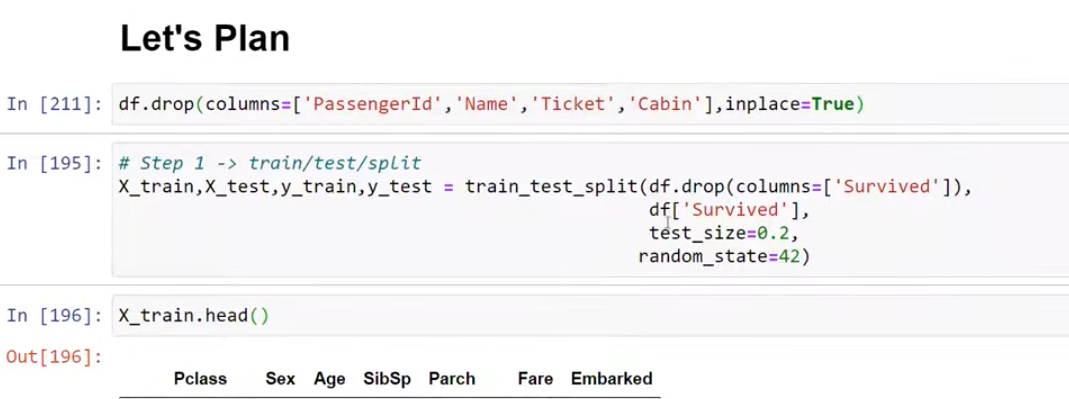 Let's Plan
In [211]: df.drop(columns=['PassengerId','Name','Ticket','Cabin'],inplace=True)
In [195]: # Step 1 -> train/test/split
X_train,X_test,y_train,y_test = train_test_split(df.drop(columns=['Survived']),
df['Survived'],
test_size=0.2,
random_state=42)
In [196]: X_train.head()
Out[196]:
Pclass Sex Age SibSp Parch Fare Embarked